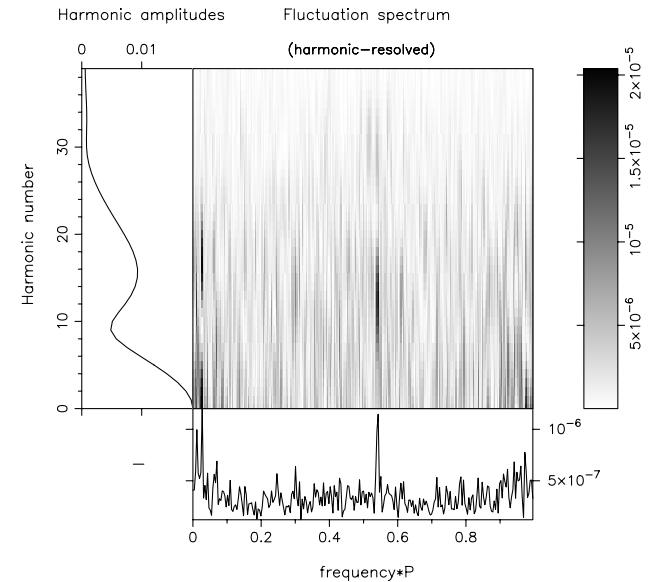 Harmonic amplitudes Fluctuation spectrum
0 0.01 (harmonic−resolved)
Harmonic number
0 10 20 30
5×10⁻⁶ 10⁻⁵ 1.5×10⁻⁵ 2×10⁻⁵
10⁻⁶
5×10⁻⁷
0 0.2 0.4 0.6 0.8
frequency*P